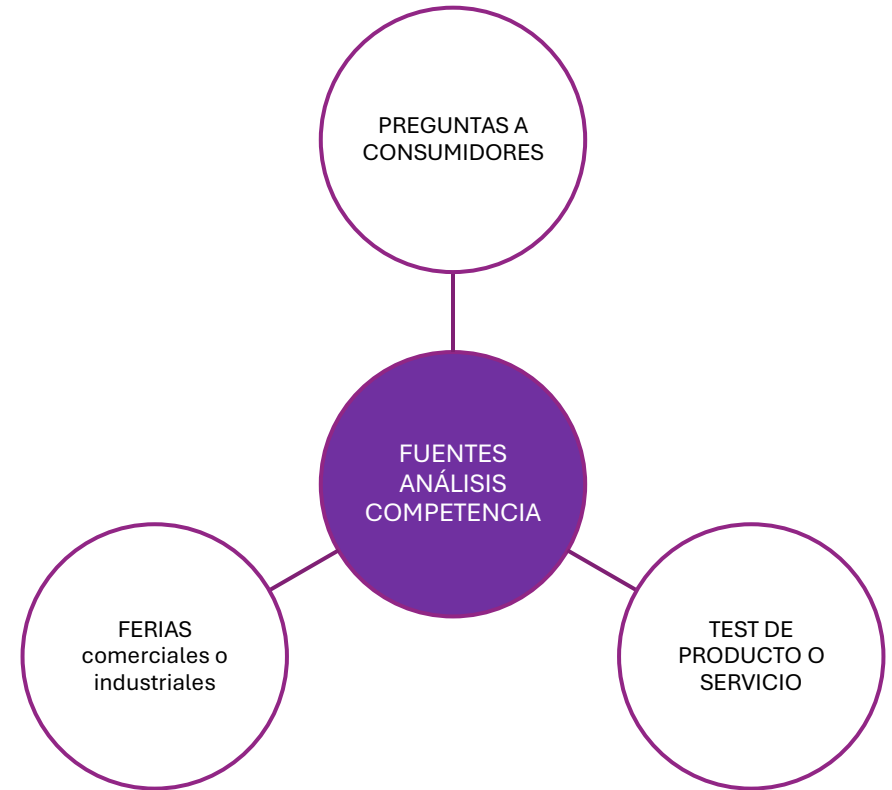 PREGUNTAS A
CONSUMIDORES
FUENTES
ANÁLISIS
COMPETENCIA
FERIAS
comerciales o
industriales
TEST DE
PRODUCTO O
SERVICIO